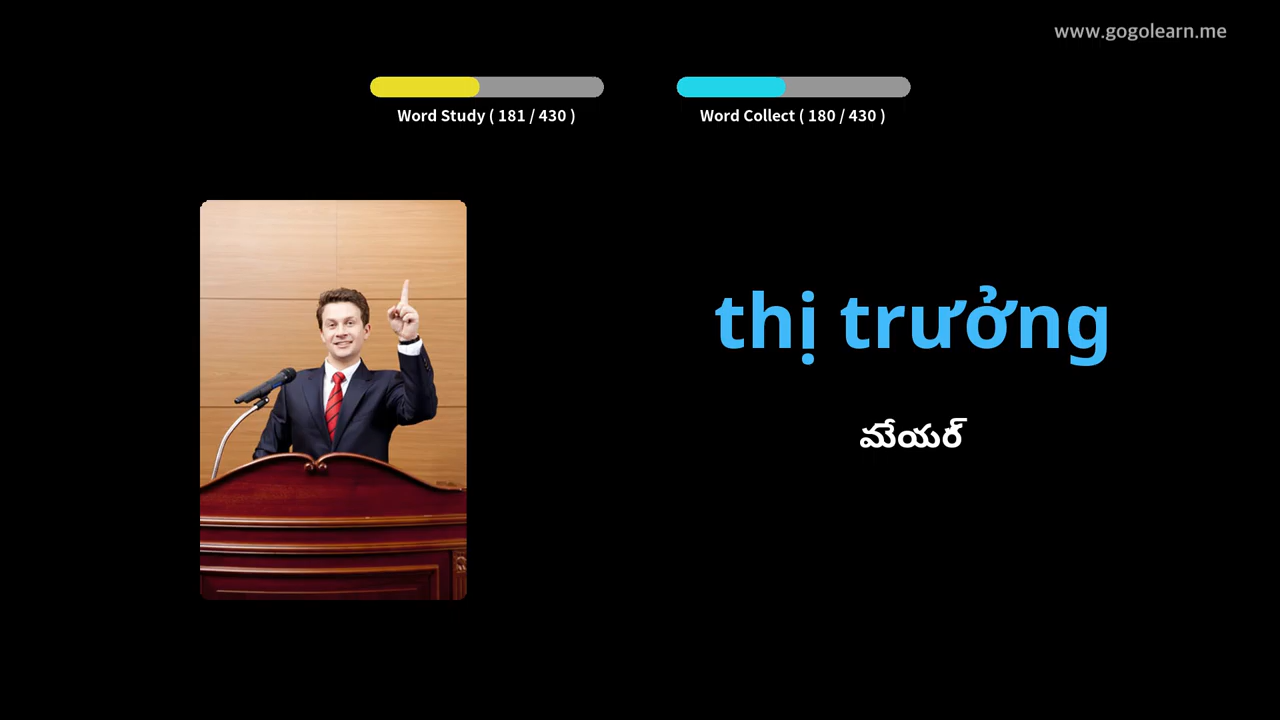 www.gogolearn.me
Word Study ( 181 / 430 )
Word Collect ( 180 / 430 )
thị trưởng
మేయర్